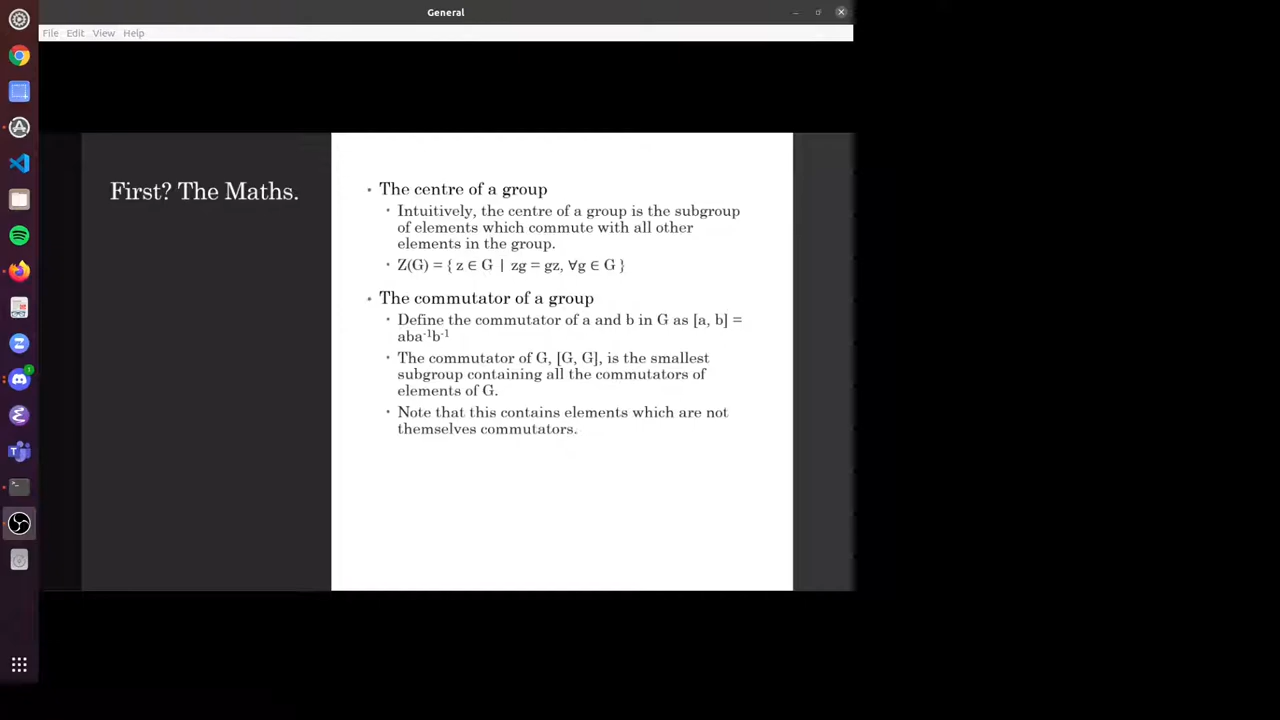 General
File Edit View Help
First? The Maths.
• The centre of a group
• Intuitively, the centre of a group is the subgroup
of elements which commute with all other
elements in the group.
• Z(G) = { z ∈ G | zg = gz, ∀g ∈ G }
• The commutator of a group
• Define the commutator of a and b in G as [a, b] =
aba⁻¹b⁻¹
• The commutator of G, [G, G], is the smallest
subgroup containing all the commutators of
elements of G.
• Note that this contains elements which are not
themselves commutators.
1